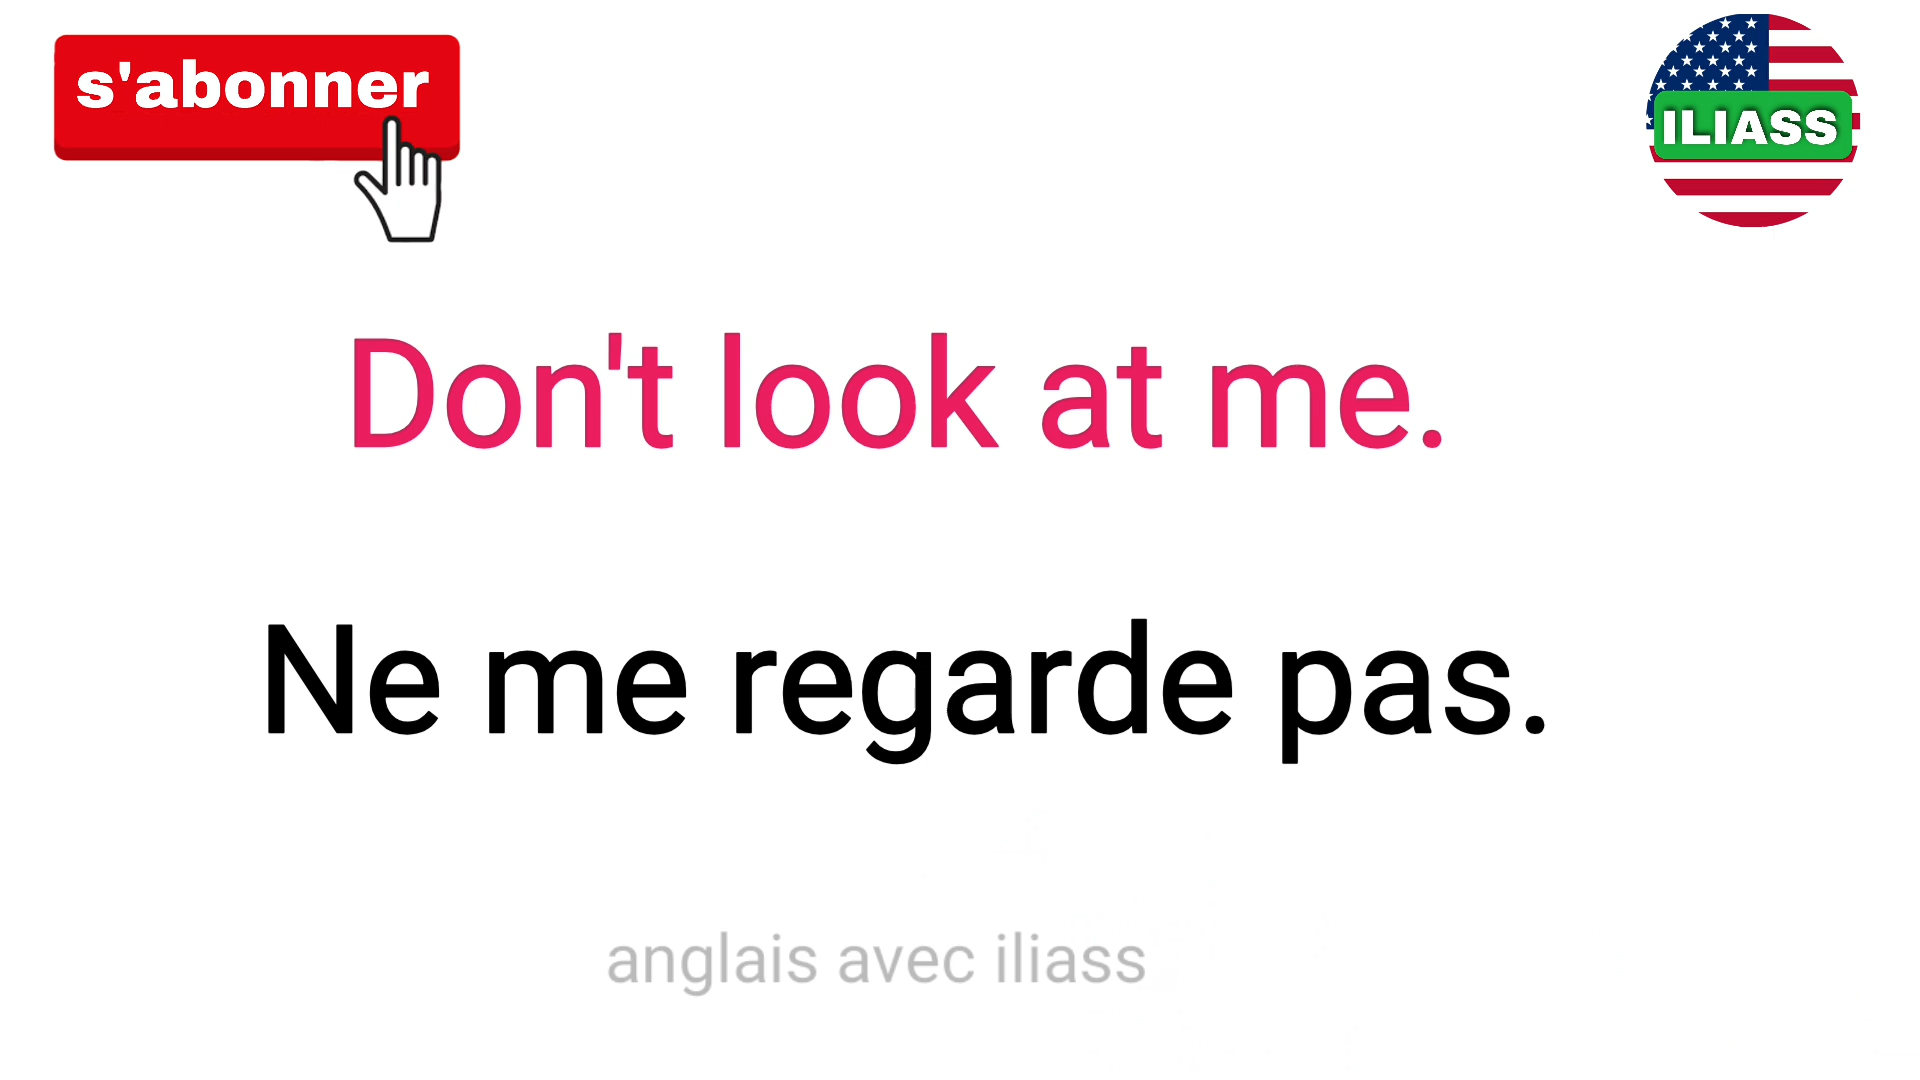 s'abonner
ILIASS
Don't look at me.
Ne me regarde pas.
anglais avec iliass